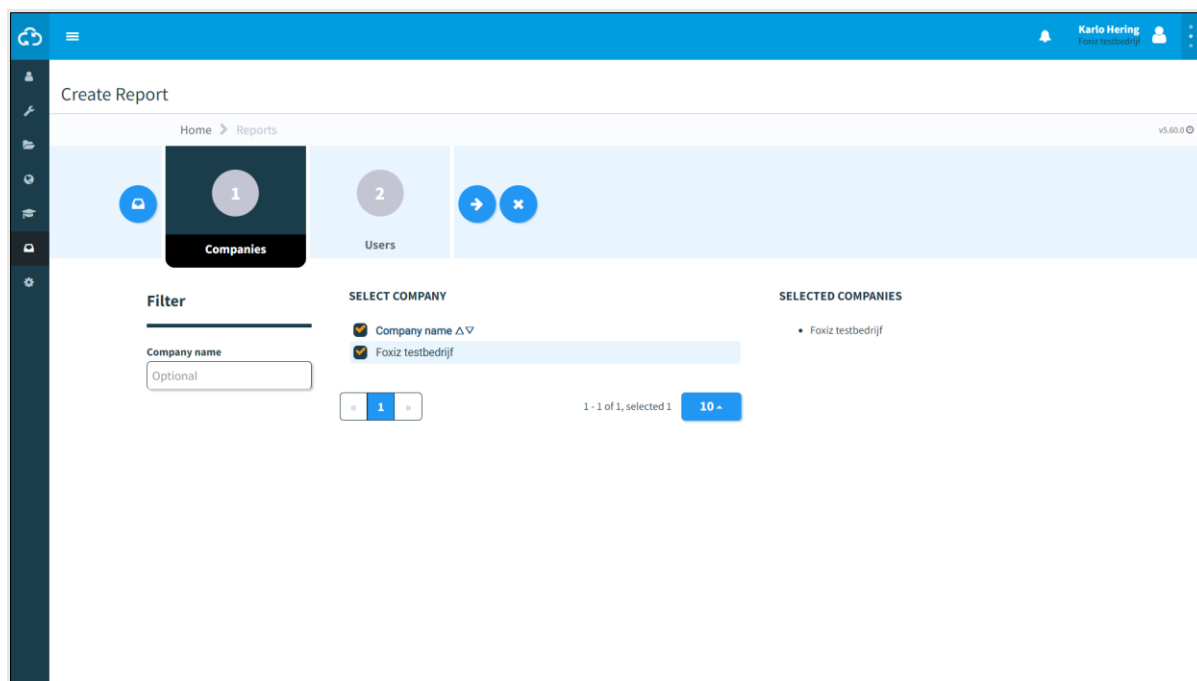 Karlo Hering
Foxiz testbedrijf
Create Report
Home Reports
v5.60.0
1
Companies
2
Users
Filter
Company name
Optional
SELECT COMPANY
Company name
Foxiz testbedrijf
« 1 »
1 - 1 of 1, selected 1
10
SELECTED COMPANIES
• Foxiz testbedrijf